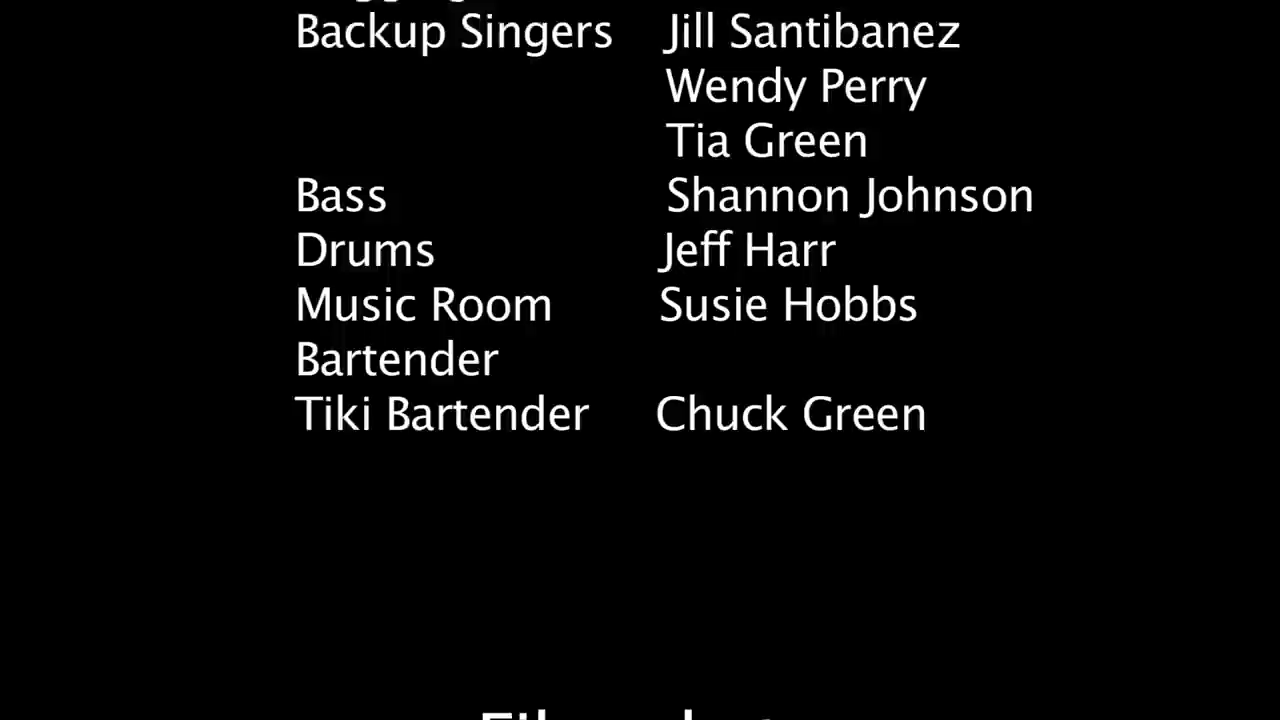 Backup Singers Jill Santibanez
Wendy Perry
Tia Green
Bass Shannon Johnson
Drums Jeff Harr
Music Room Susie Hobbs
Bartender
Tiki Bartender Chuck Green